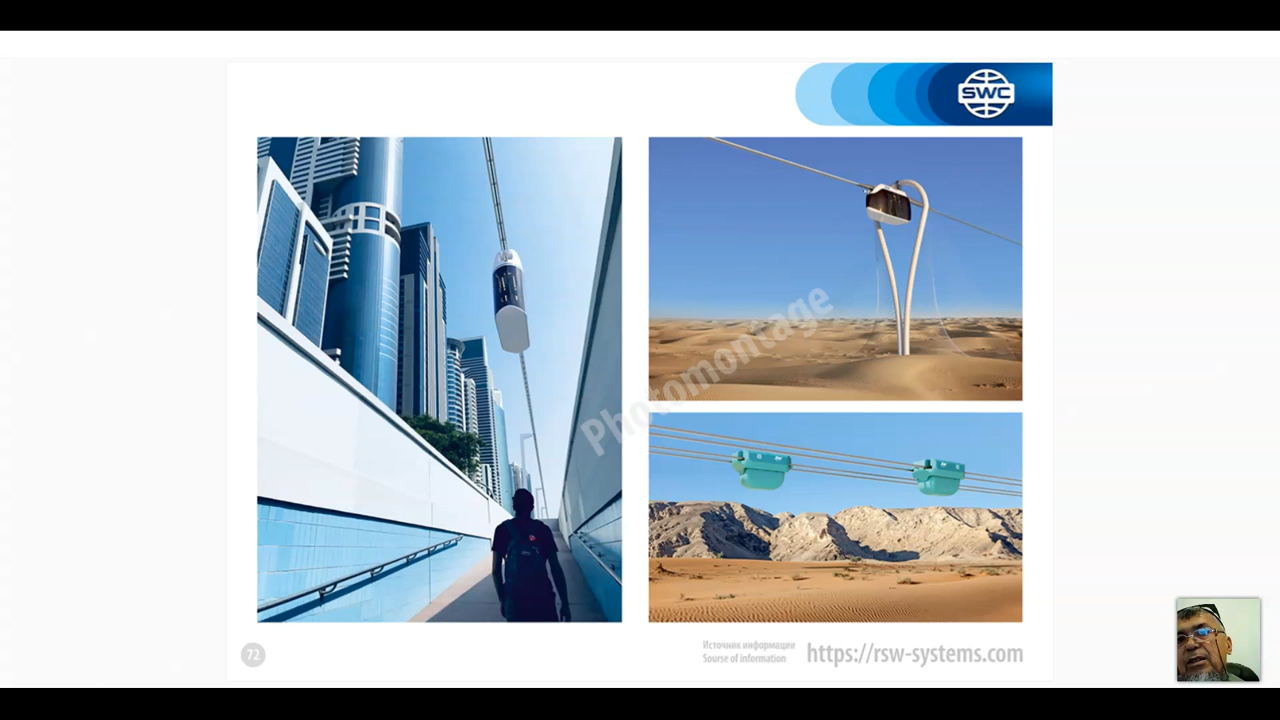 SWC
Photomontage
72
Источник информации
Sourse of information
https://rsw-systems.com